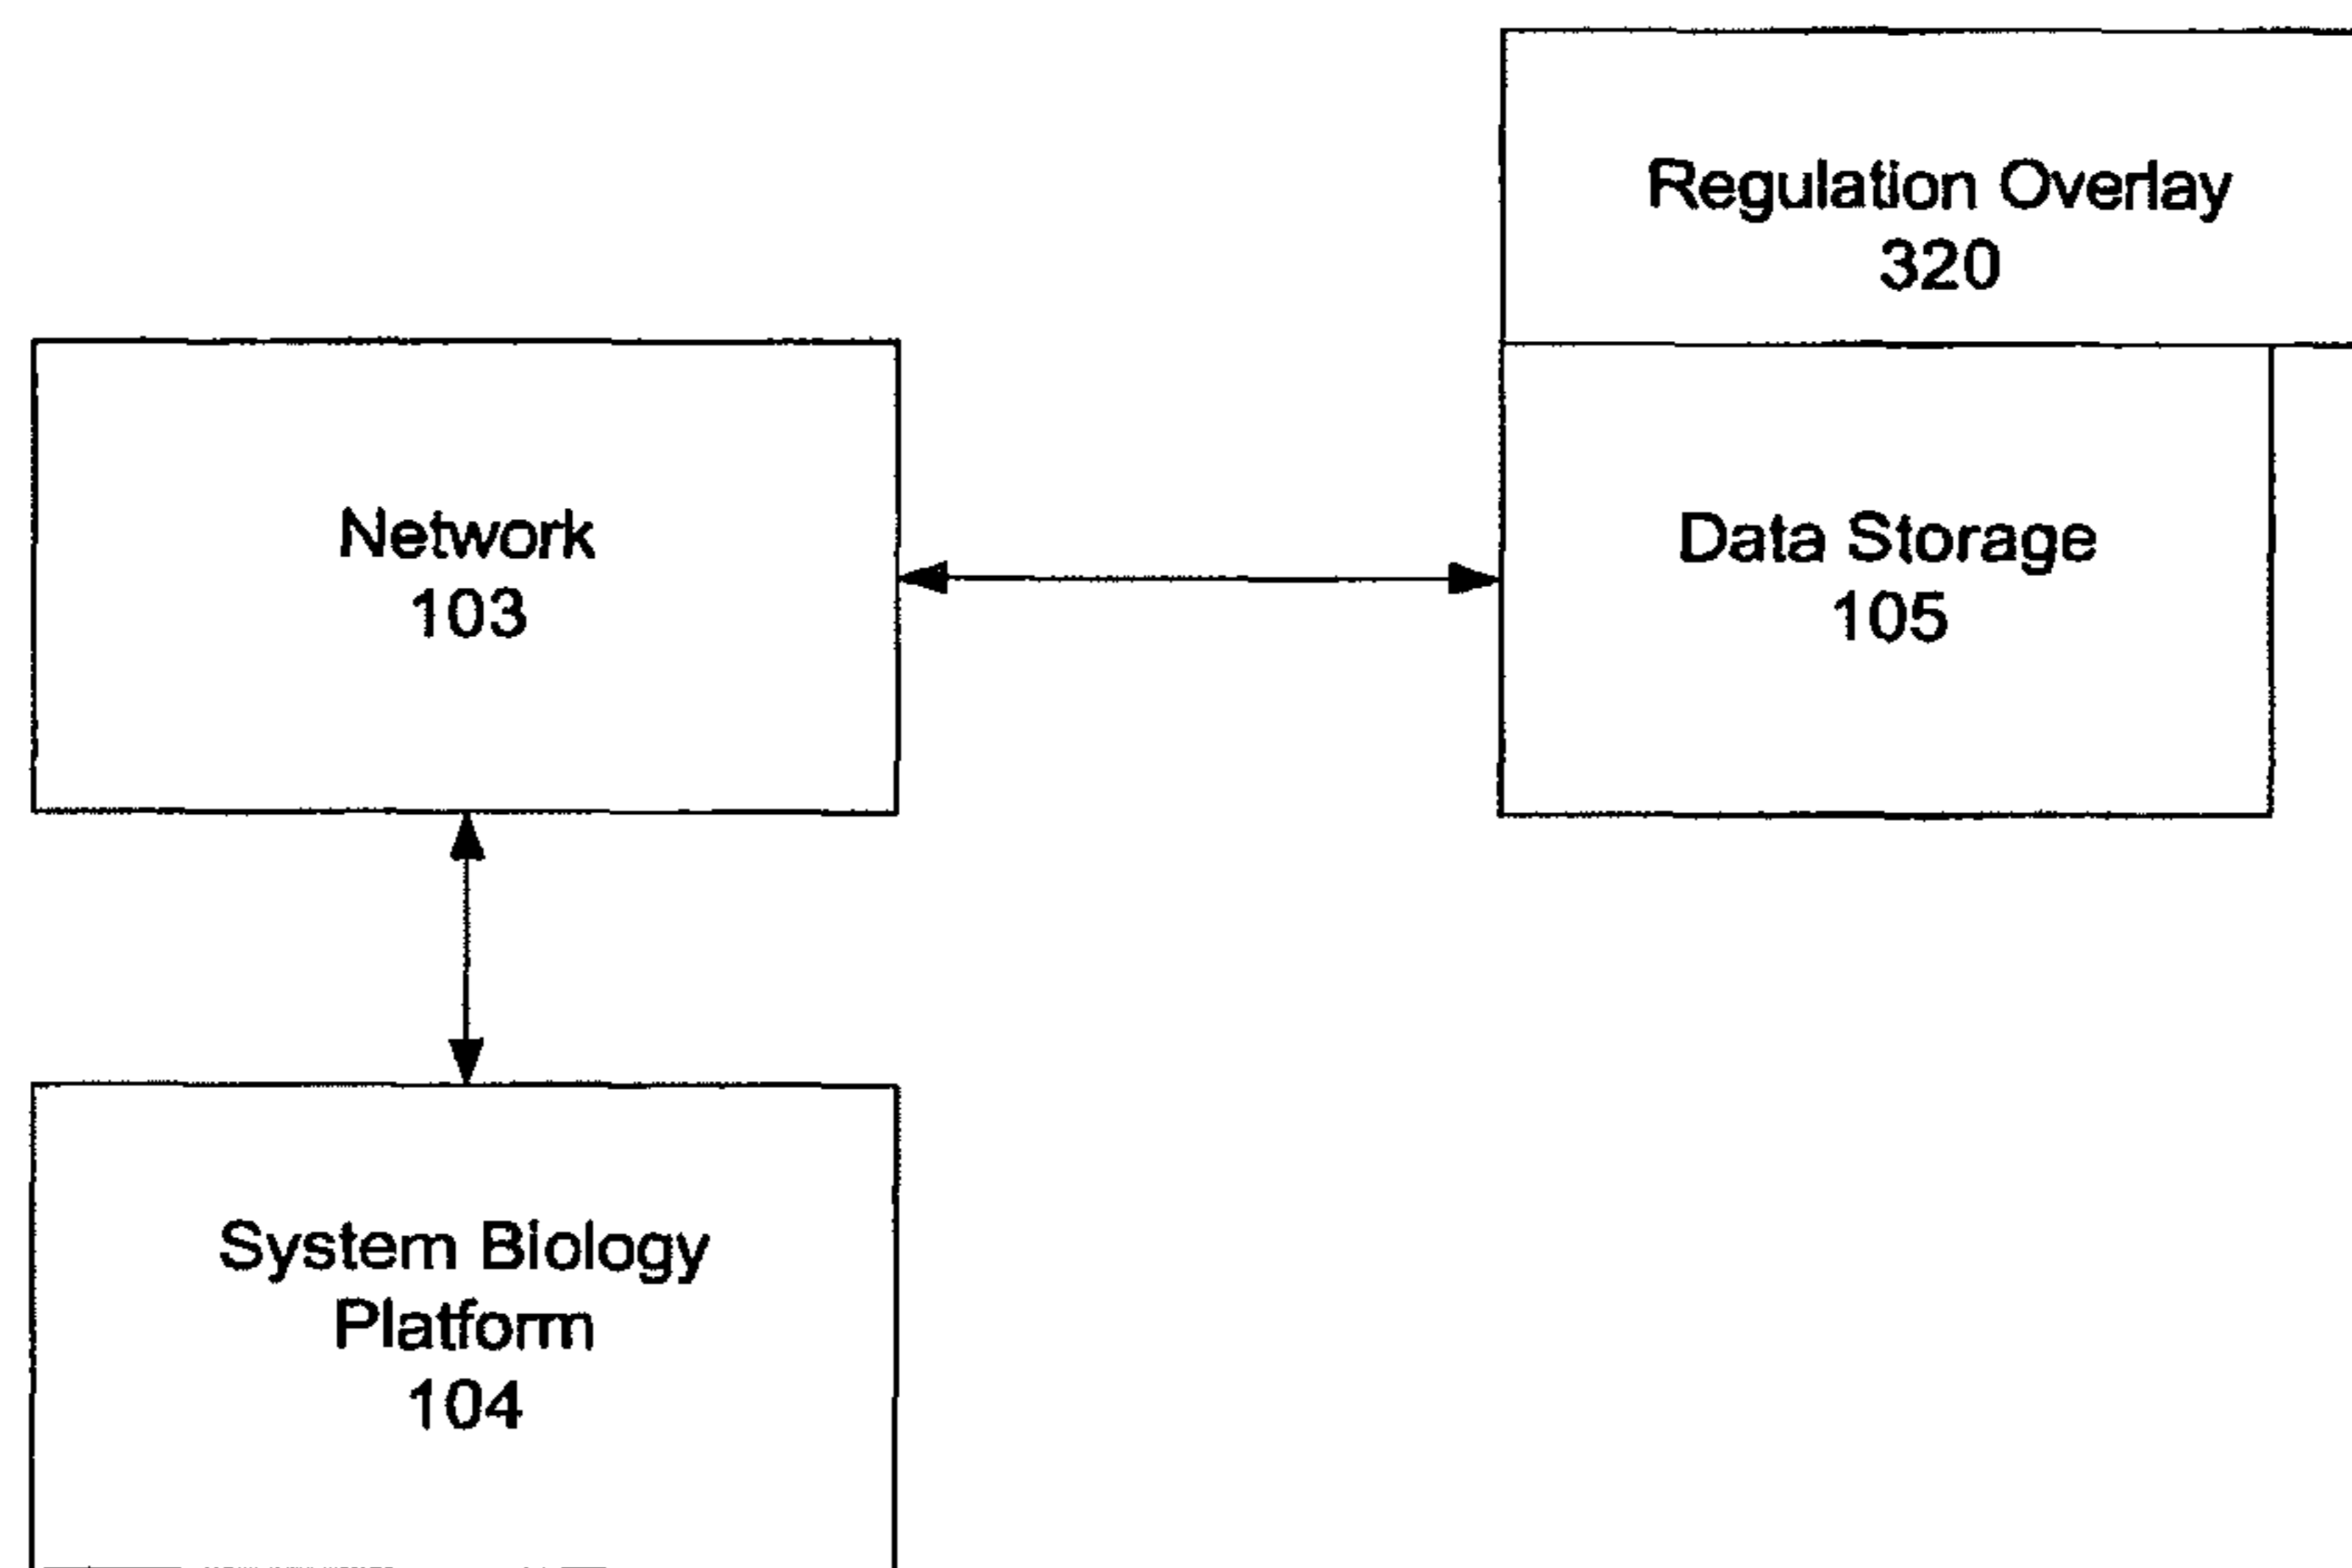 Regulation Overlay
320
Network
103
Data Storage
105
System Biology
Platform
104